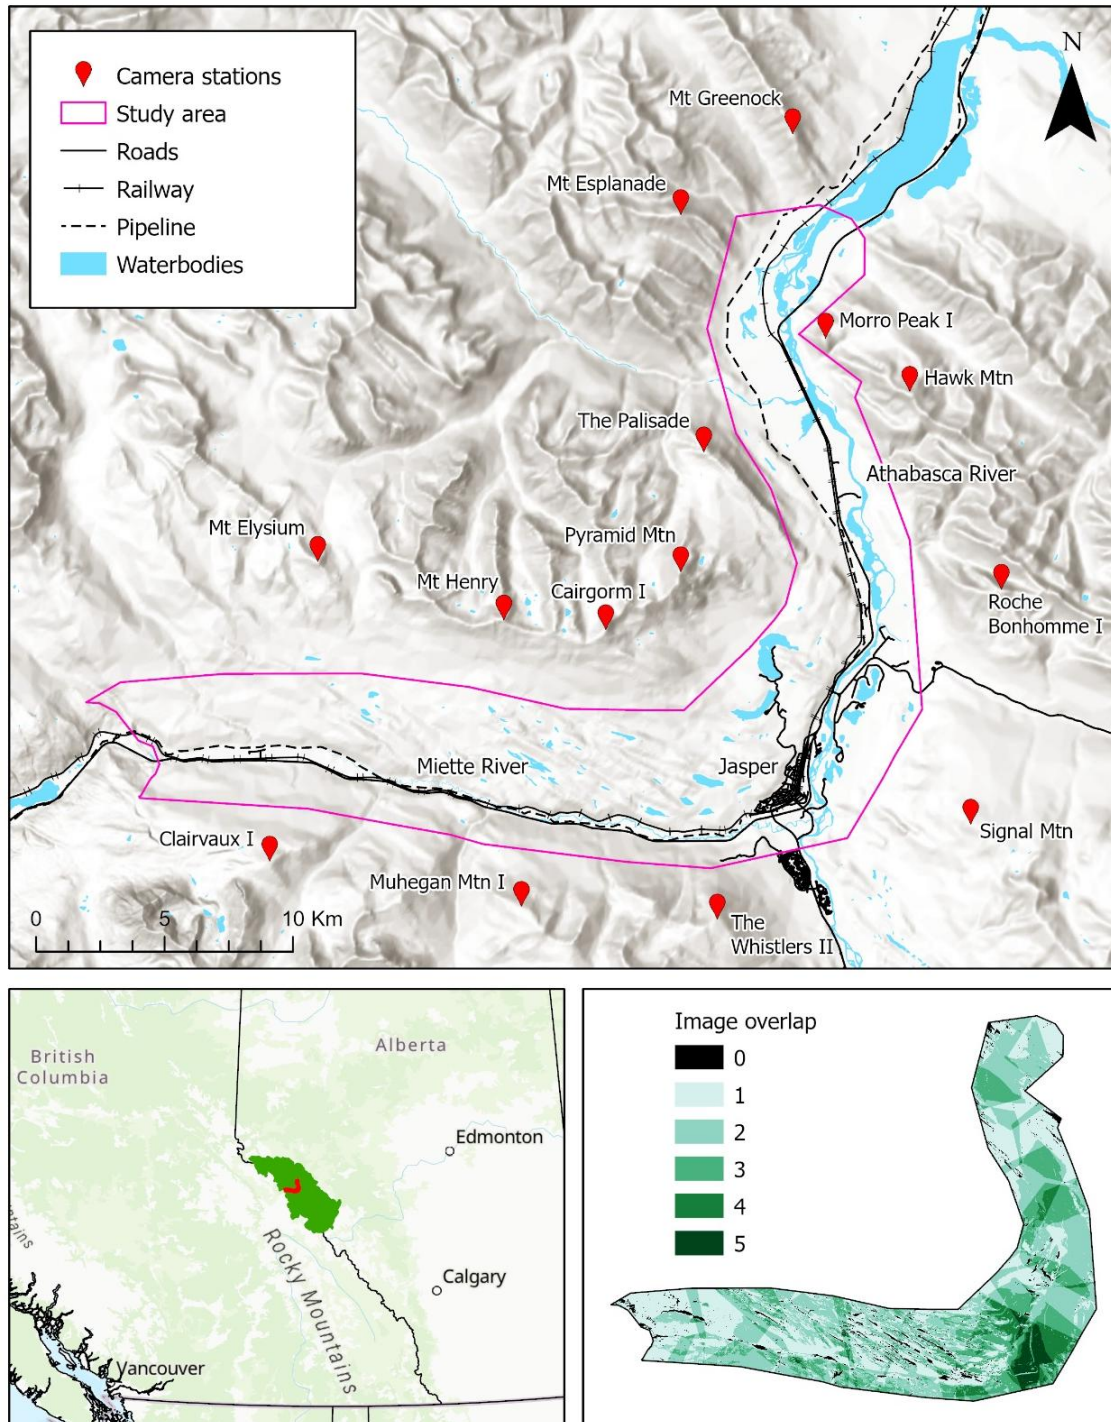 Camera stations
Study area
Roads
Railway
Pipeline
Waterbodies
N
Mt Greenock
Mt Esplanade
Morro Peak I
Hawk Mtn
The Palisade
Athabasca River
Mt Elysium
Pyramid Mtn
Mt Henry
Cairgorm I
Roche
Bonhomme I
Miette River
Jasper
Signal Mtn
Clairvaux I
Muhegan Mtn I
The
Whistlers II
0 5 10 Km
British
Columbia
Alberta
Edmonton
Rocky Mountains
Calgary
Vancouver
Image overlap
0
1
2
3
4
5